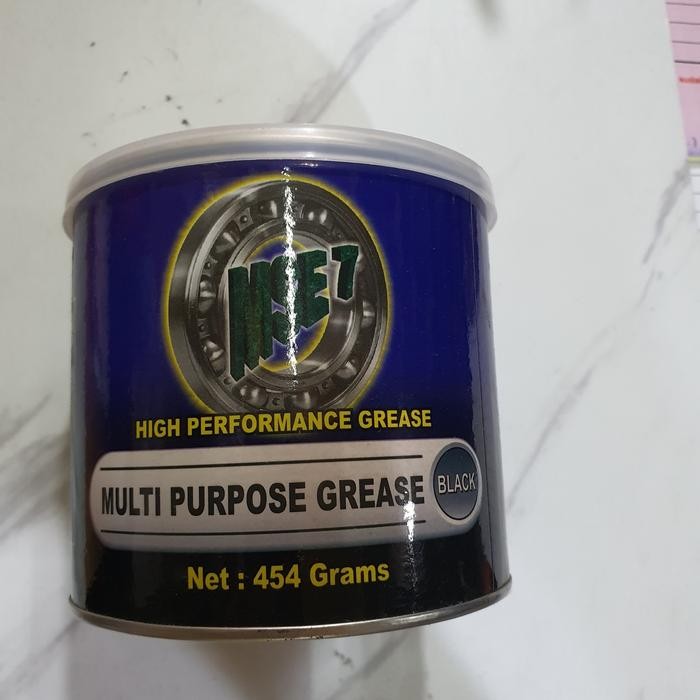 MSE 7
HIGH PERFORMANCE GREASE
MULTI PURPOSE GREASE
BLACK
Net : 454 Grams